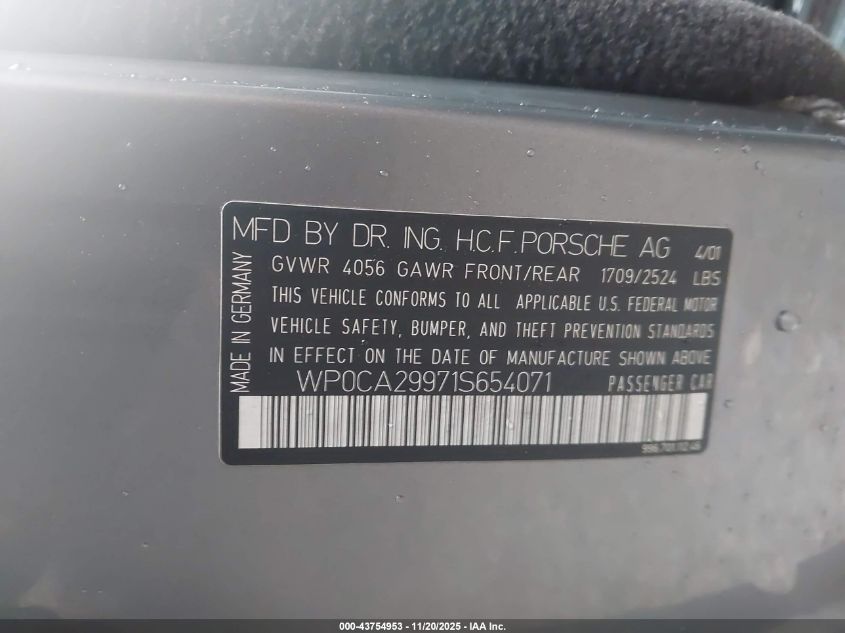 MFD BY DR. ING. H.C.F.PORSCHE AG 4/01
GVWR 4056 GAWR FRONT/REAR 1709/2524 LBS
THIS VEHICLE CONFORMS TO ALL APPLICABLE U.S. FEDERAL MOTOR
VEHICLE SAFETY, BUMPER, AND THEFT PREVENTION STANDARDS
IN EFFECT ON THE DATE OF MANUFACTURE SHOWN ABOVE
WP0CA29971S654071 PASSENGER CAR
MADE IN GERMANY
000-43754953 - 11/20/2025 - IAA Inc.